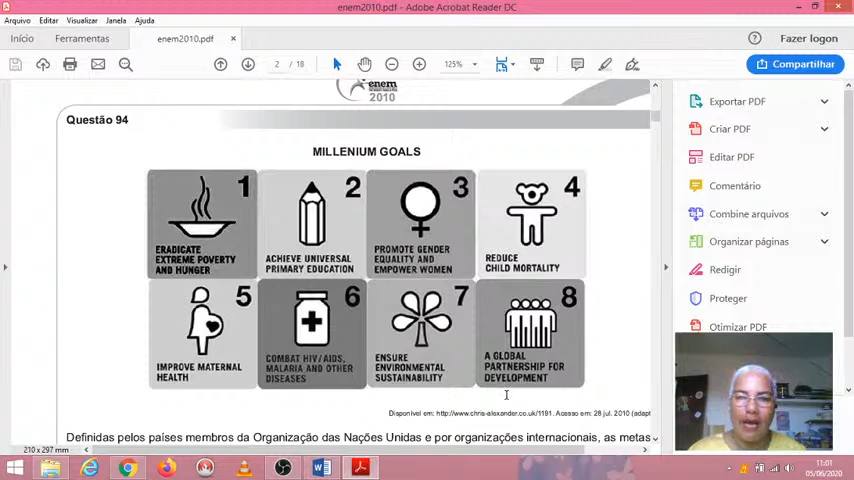 enem2010.pdf - Adobe Acrobat Reader DC
Arquivo Editar Visualizar Janela Ajuda
Início Ferramentas enem2010.pdf × Fazer logon
2 / 18 125% Compartilhar
enem
2010
Questão 94
MILLENIUM GOALS
1 2 3 4
ERADICATE
EXTREME POVERTY
AND HUNGER
ACHIEVE UNIVERSAL
PRIMARY EDUCATION
PROMOTE GENDER
EQUALITY AND
EMPOWER WOMEN
REDUCE
CHILD MORTALITY
5 6 7 8
IMPROVE MATERNAL
HEALTH
COMBAT HIV/AIDS,
MALARIA AND OTHER
DISEASES
ENSURE
ENVIRONMENTAL
SUSTAINABILITY
A GLOBAL
PARTNERSHIP FOR
DEVELOPMENT
Disponível em: http://www.chris-alexander.co.uk/1191. Acesso em: 28 jul. 2010 (adapt
Definidas pelos países membros da Organização das Nações Unidas e por organizações internacionais, as metas
210 x 297 mm
Exportar PDF
Criar PDF
Editar PDF
Comentário
Combine arquivos
Organizar páginas
Redigir
Proteger
Otimizar PDF
11:01
05/06/2020